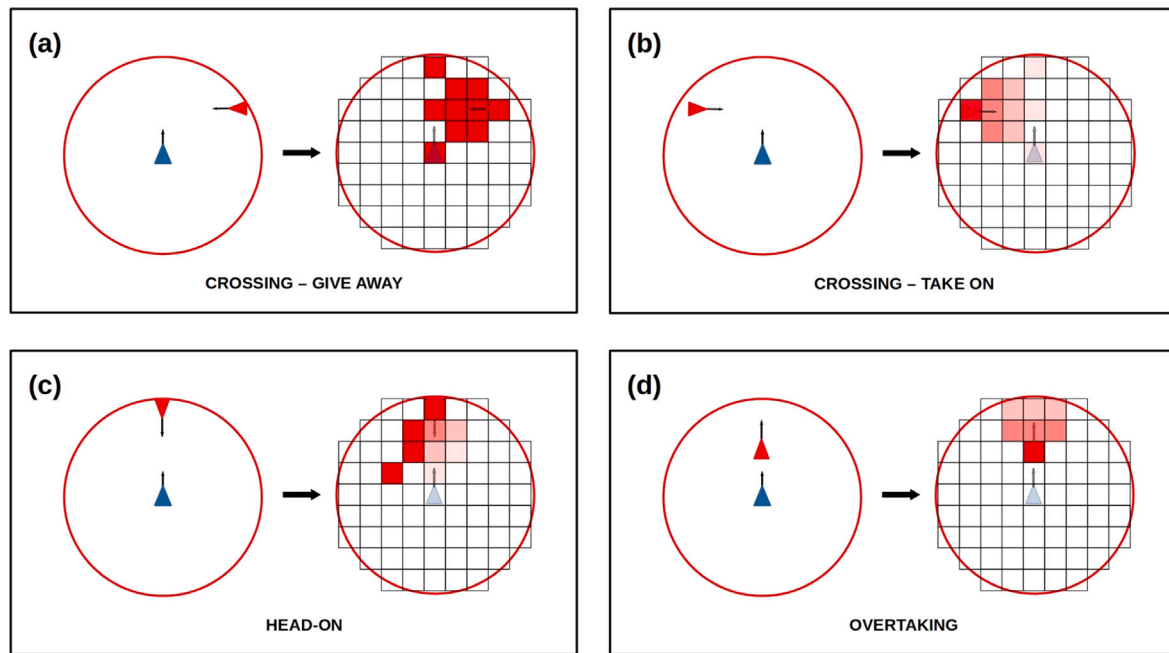 (a)
CROSSING – GIVE AWAY
(b)
CROSSING – TAKE ON
(c)
HEAD-ON
(d)
OVERTAKING